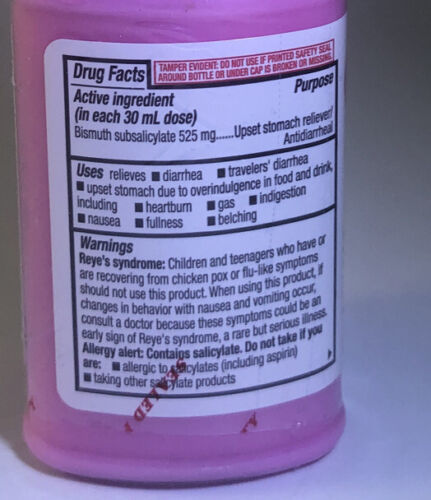 Drug Facts
TAMPER EVIDENT: DO NOT USE IF PRINTED SAFETY SEAL
AROUND BOTTLE OR UNDER CAP IS BROKEN OR MISSING.
Active ingredient Purpose
(in each 30 mL dose)
Bismuth subsalicylate 525 mg......Upset stomach reliever/
Antidiarrheal
Uses relieves ■ diarrhea ■ travelers' diarrhea
■ upset stomach due to overindulgence in food and drink,
including ■ heartburn ■ gas ■ indigestion
■ nausea ■ fullness ■ belching
Warnings
Reye's syndrome: Children and teenagers who have or
are recovering from chicken pox or flu-like symptoms
should not use this product. When using this product, if
changes in behavior with nausea and vomiting occur,
consult a doctor because these symptoms could be an
early sign of Reye's syndrome, a rare but serious illness.
Allergy alert: Contains salicylate. Do not take if you
are: ■ allergic to salicylates (including aspirin)
■ taking other salicylate products
SEALED